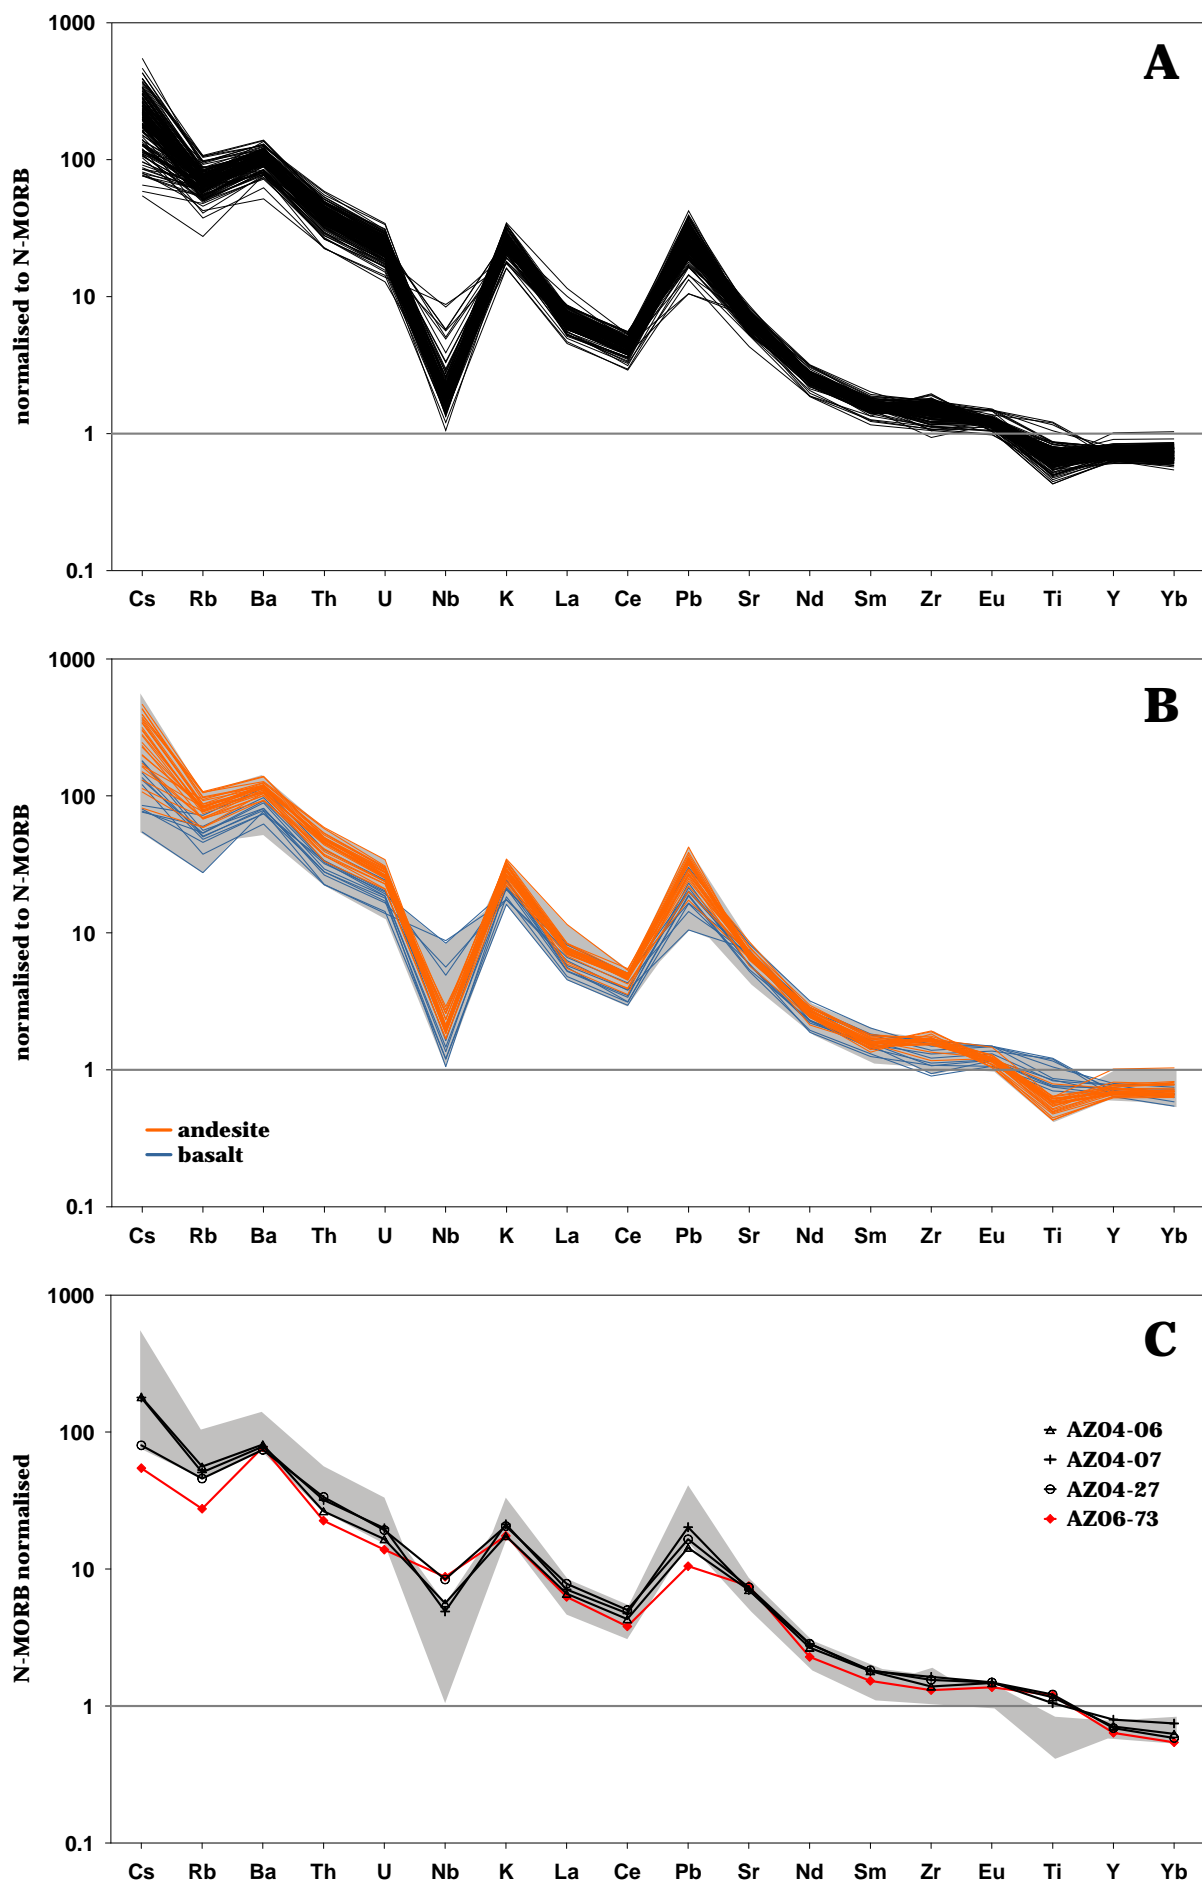 A
normalised to N-MORB
1000
100
10
1
0.1
Cs Rb Ba Th U Nb K La Ce Pb Sr Nd Sm Zr Eu Ti Y Yb
B
normalised to N-MORB
1000
100
10
1
0.1
andesite
basalt
Cs Rb Ba Th U Nb K La Ce Pb Sr Nd Sm Zr Eu Ti Y Yb
C
N-MORB normalised
1000
100
10
1
0.1
AZ04-06
AZ04-07
AZ04-27
AZ06-73
Cs Rb Ba Th U Nb K La Ce Pb Sr Nd Sm Zr Eu Ti Y Yb